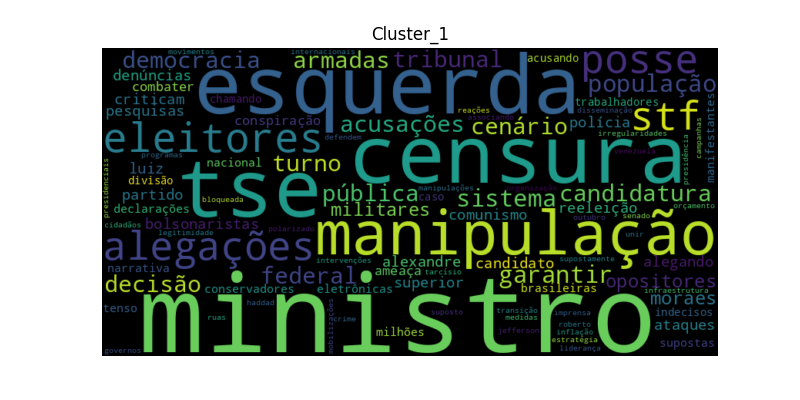 Cluster_1
movimentos
internacionais
democracia
esquerda
armadas
tribunal
acusando
posse
denúncias
combater
chamando
população
criticam
pesquisas
conspiração
reações
associando
disseminação
trabalhadores
stf
eleitores
acusações
cenário
polícia
irregularidades
campanhas
manifestantes
defendem
programas
nacional
turno
censura
venezuela
presidência
presidenciais
luiz
divisão
tse
manipulações
organização
partido
bloqueada
pública
caso
sistema
candidatura
declarações
militares
comunismo
reeleição
outubro
senado
orçamento
cidadãos
bolsonaristas
polarizado
manipulação
legitimidade
unir
alegações
intervenções
supostamente
narrativa
federal
alexandre
candidato
alegando
ameaça
tarcísio
garantir
decisão
conservadores
eletrônicas
superior
brasileiras
opositores
infraestrutura
tenso
haddad
mobilizações
suposto
ministro
transição
imprensa
moraes
indecisos
ruas
crime
medidas
roberto
ataques
milhões
jefferson
inflação
estratégia
supostas
governos
liderança